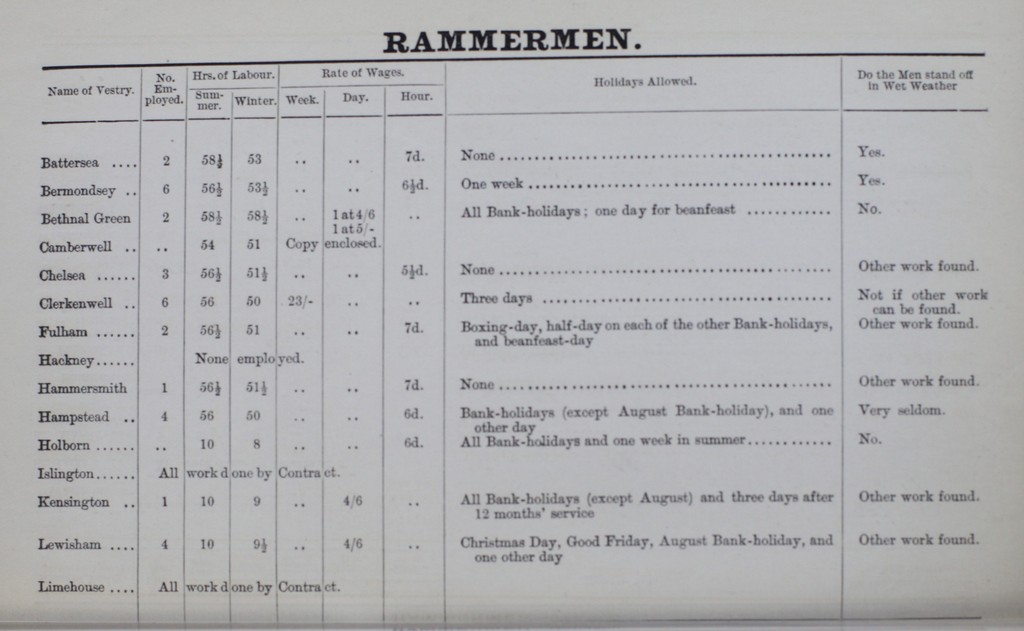 RAMMERMEN.
Name of Vestry. No. Employed. Hrs. of Labour. Rate of Wages. Holidays Allowed. Do the Men stand off in Wet Weather
Summer. Winter. Week. Day. Hour.
Battersea .... 2 58½ 53 .. .. 7d. None .......... Yes.
Bermondsey .. 6 56½ 53½ .. .. 6½d. One week .......... Yes.
Bethnal Green 2 58½ 58½ .. 1 at 4/6 .. All Bank-holidays; one day for beanfeast .......... No.
1 at 5/-
Camberwell .. .. 54 51 Copy enclosed.
Chelsea ...... 3 56½ 51½ .. .. 5½d. None .......... Other work found.
Clerkenwell .. 6 56 50 23/- .. .. Three days .......... Not if other work
can be found.
Fulham ...... 2 56½ 51 .. .. 7d. Boxing-day, half-day on each of the other Bank-holidays, Other work found.
and beanfeast-day
Hackney...... None employed.
Hammersmith 1 56½ 51½ .. .. 7d. None .......... Other work found.
Hampstead .. 4 56 50 .. .. 6d. Bank-holidays (except August Bank-holiday), and one Very seldom.
other day
Holborn ...... .. 10 8 .. .. 6d. All Bank-holidays and one week in summer.......... No.
Islington...... All work done by Contract.
Kensington .. 1 10 9 .. 4/6 .. All Bank-holidays (except August) and three days after Other work found.
12 months' service
Lewisham .... 4 10 9½ .. 4/6 .. Christmas Day, Good Friday, August Bank-holiday, and Other work found.
one other day
Limehouse .... All work done by Contract.